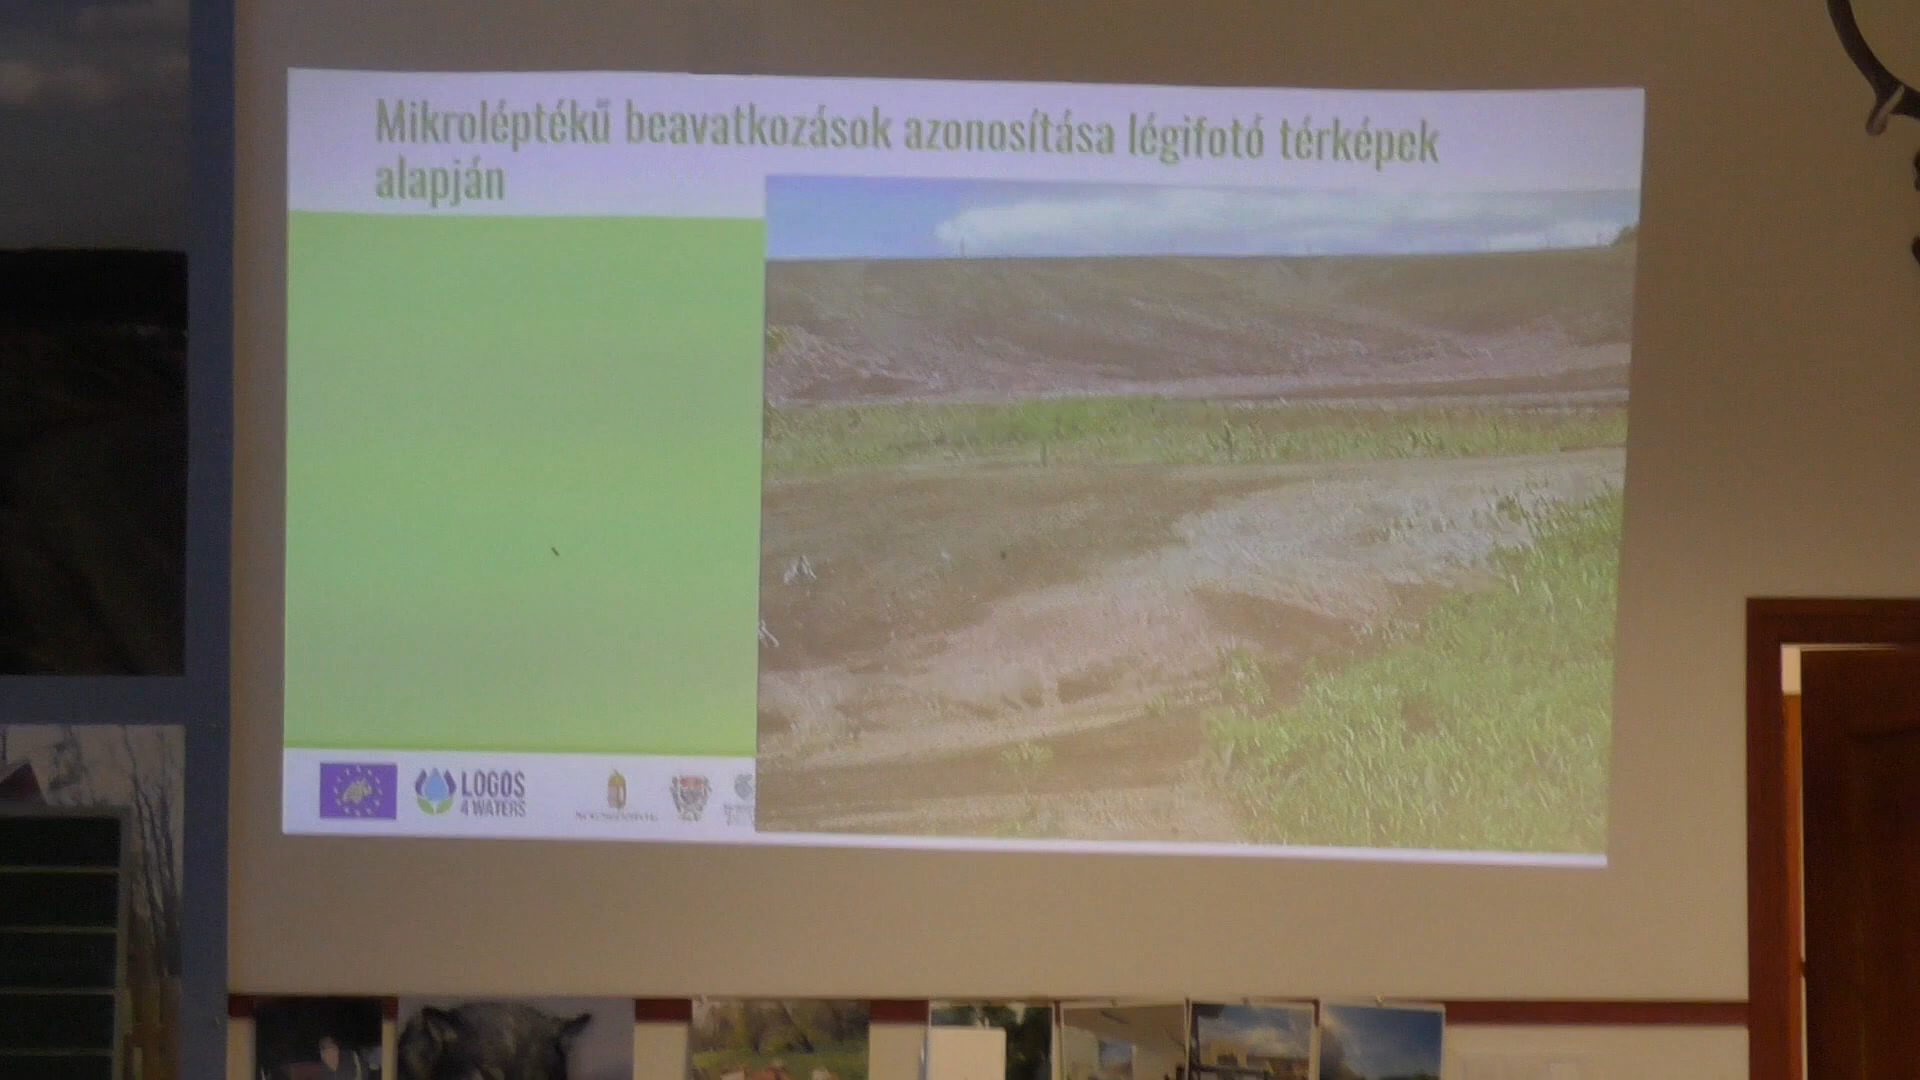 Mikroléptékű beavatkozások azonosítása légifotó térképek
alapján
LOGOS
4 WATERS